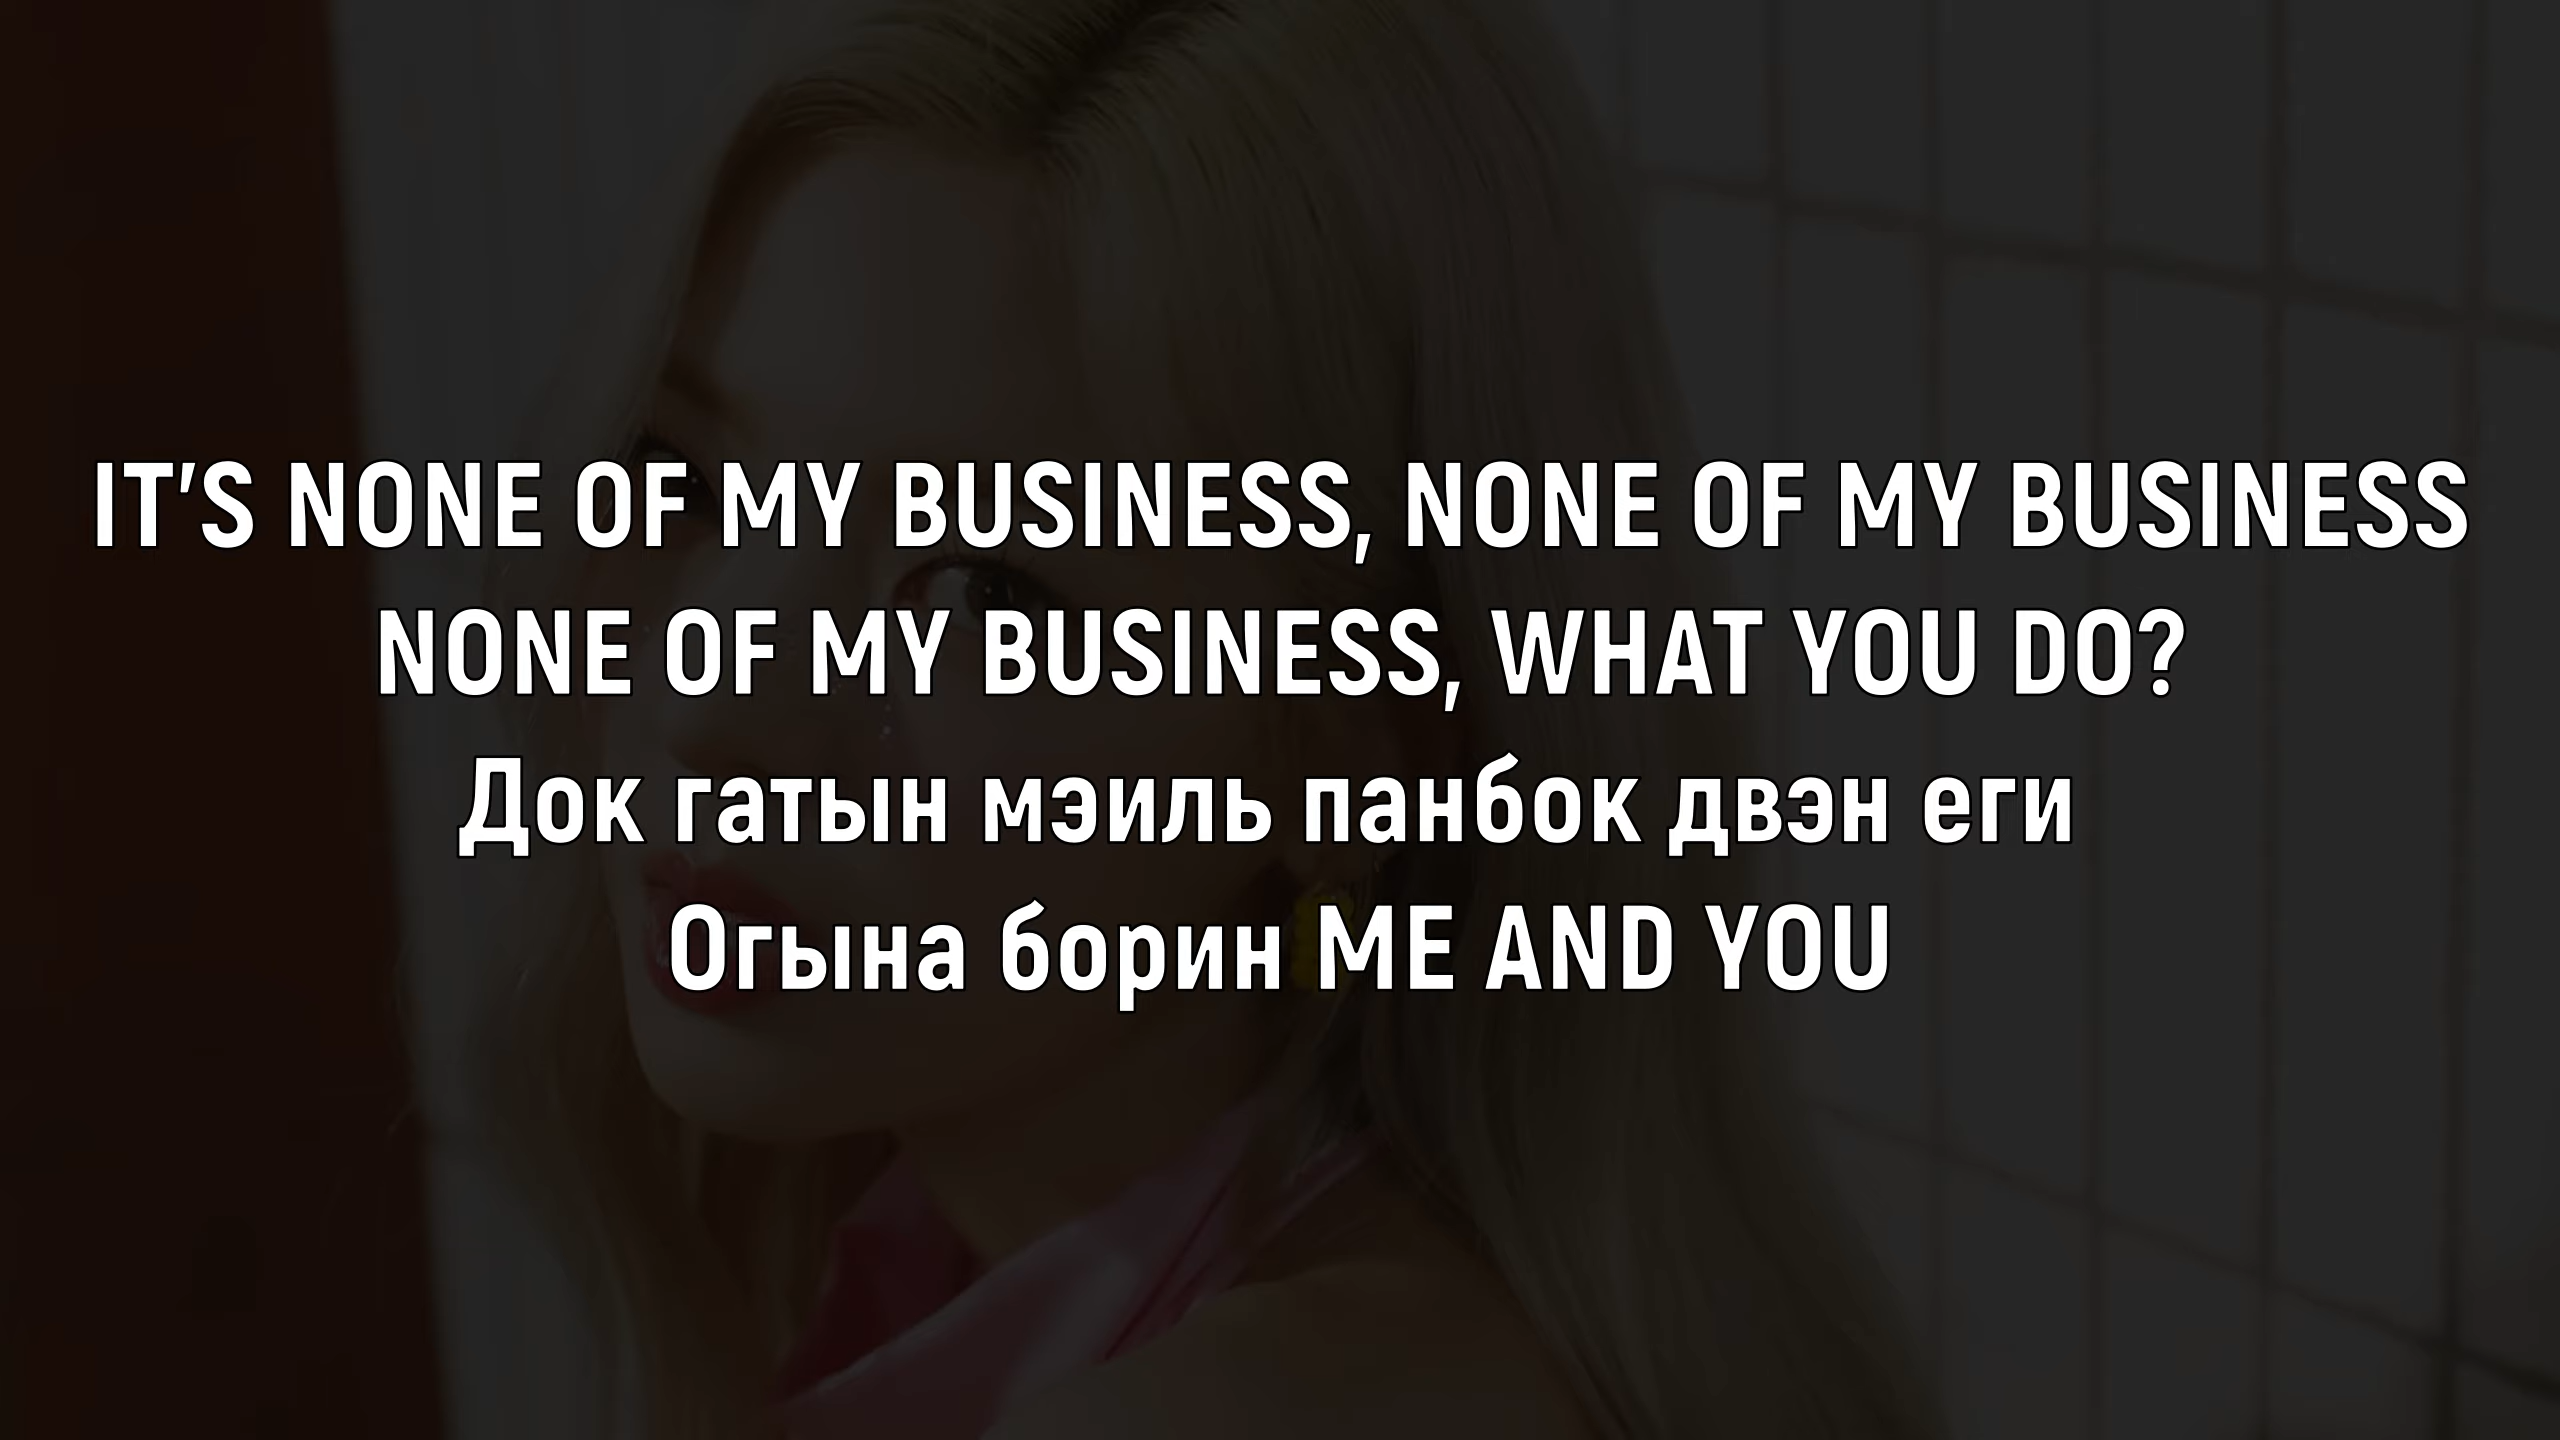 IT'S NONE OF MY BUSINESS, NONE OF MY BUSINESS
NONE OF MY BUSINESS, WHAT YOU DO?
Док гатын мэиль панбок двэн еги
Огына борин ME AND YOU